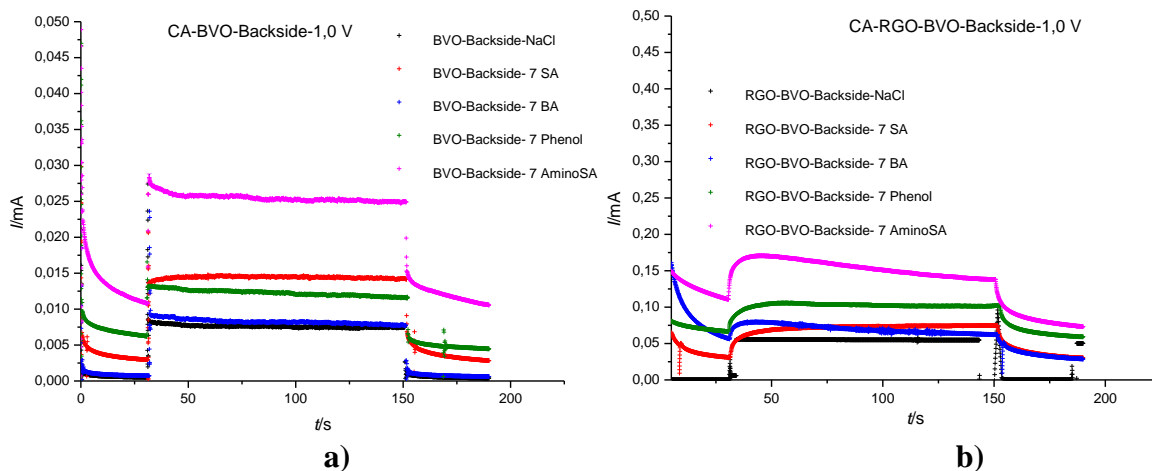 CA-BVO-Backside-1,0 V
BVO-Backside-NaCl
BVO-Backside- 7 SA
BVO-Backside- 7 BA
BVO-Backside- 7 Phenol
BVO-Backside- 7 AminoSA
0,050
0,045
0,040
0,035
0,030
0,025
0,020
0,015
0,010
0,005
0,000
I/mA
0
50
100
150
200
t/s
a)
CA-RGO-BVO-Backside-1,0 V
RGO-BVO-Backside-NaCl
RGO-BVO-Backside- 7 SA
RGO-BVO-Backside- 7 BA
RGO-BVO-Backside- 7 Phenol
RGO-BVO-Backside- 7 AminoSA
0,50
0,45
0,40
0,35
0,30
0,25
0,20
0,15
0,10
0,05
0,00
I/mA
50
100
150
200
t/s
b)